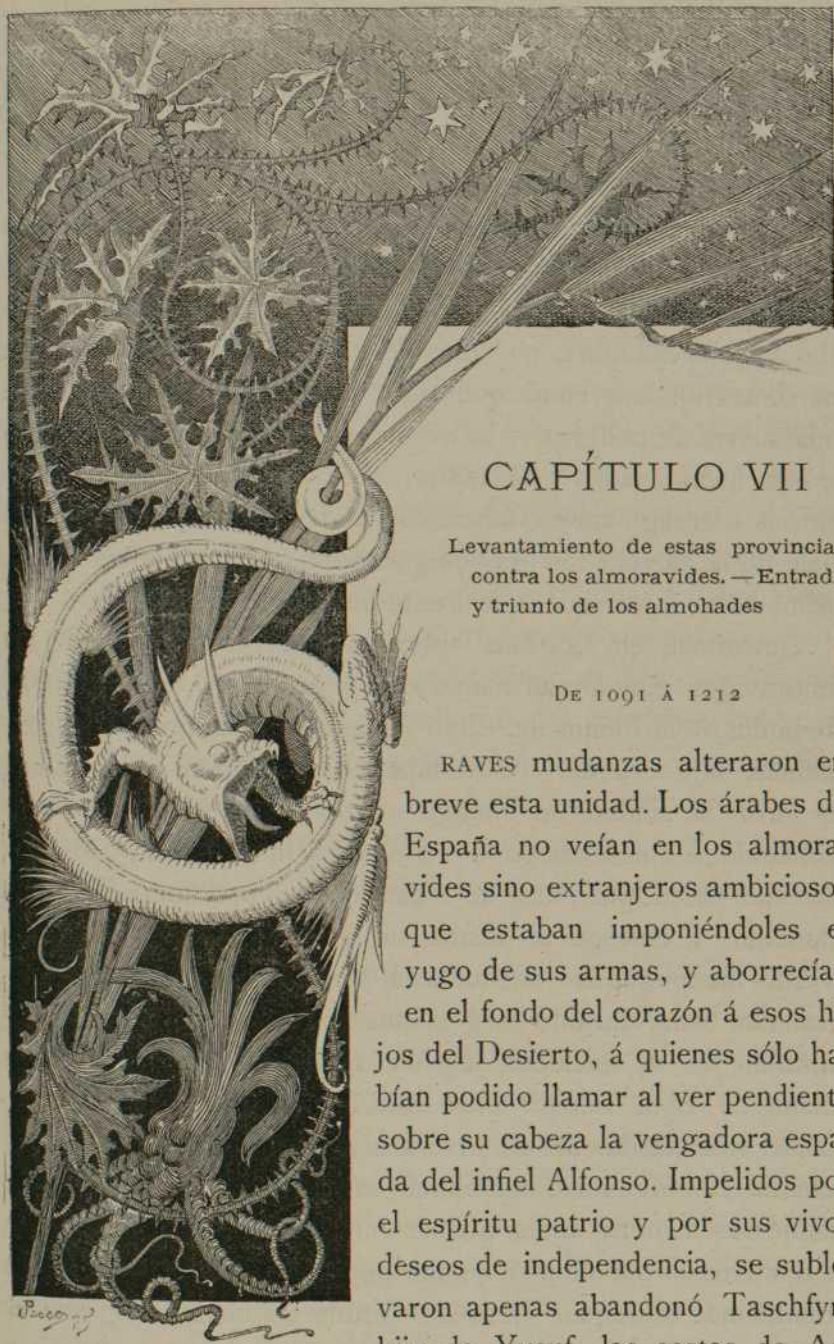 CAPÍTULO VII
Levantamiento de estas provincia
contra los almoravides.—Entrad
y triunto de los almohades
DE 1091 Á 1212
RAVES mudanzas alteraron e
breve esta unidad. Los árabes d
España no veían en los almora
vides sino extranjeros ambicioso
que estaban imponiéndoles e
yugo de sus armas, y aborrecía
en el fondo del corazón á esos h
jos del Desierto, á quienes sólo ha
bían podido llamar al ver pendient
sobre su cabeza la vengadora espa
da del infiel Alfonso. Impelidos po
el espíritu patrio y por sus vivo
deseos de independencia, se suble
varon apenas abandonó Taschfyn